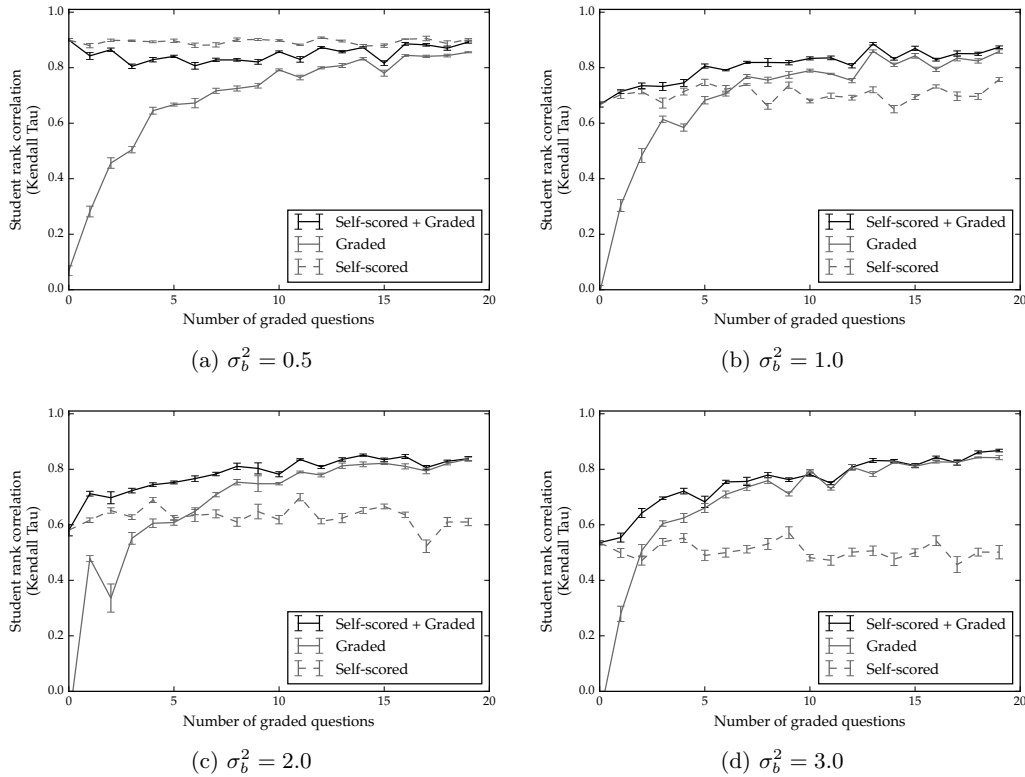 1.0
0.8
0.6
0.4
0.2
0.0
0
5
10
15
20
Student rank correlation
(Kendall Tau)
Number of graded questions
Self-scored + Graded
Graded
Self-scored
(a) σ_b^2 = 0.5
1.0
0.8
0.6
0.4
0.2
0.0
0
5
10
15
20
Student rank correlation
(Kendall Tau)
Number of graded questions
Self-scored + Graded
Graded
Self-scored
(b) σ_b^2 = 1.0
1.0
0.8
0.6
0.4
0.2
0.0
0
5
10
15
20
Student rank correlation
(Kendall Tau)
Number of graded questions
Self-scored + Graded
Graded
Self-scored
(c) σ_b^2 = 2.0
1.0
0.8
0.6
0.4
0.2
0.0
0
5
10
15
20
Student rank correlation
(Kendall Tau)
Number of graded questions
Self-scored + Graded
Graded
Self-scored
(d) σ_b^2 = 3.0